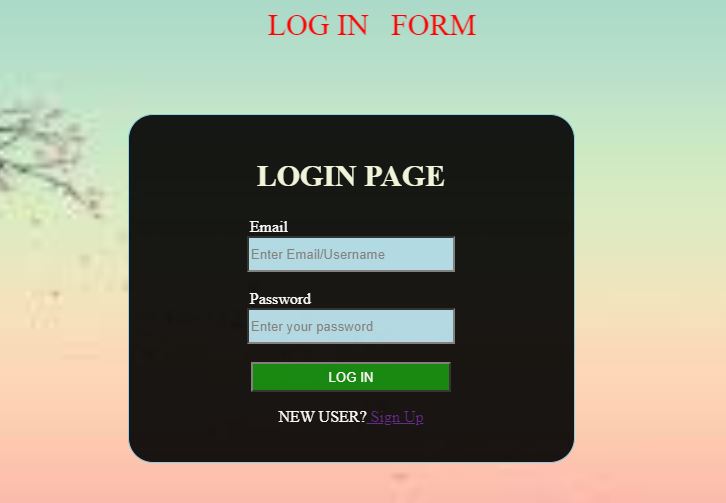 LOG IN   FORM
LOGIN PAGE
Email
Enter Email/Username
Password
Enter your password
LOG IN
NEW USER? Sign Up